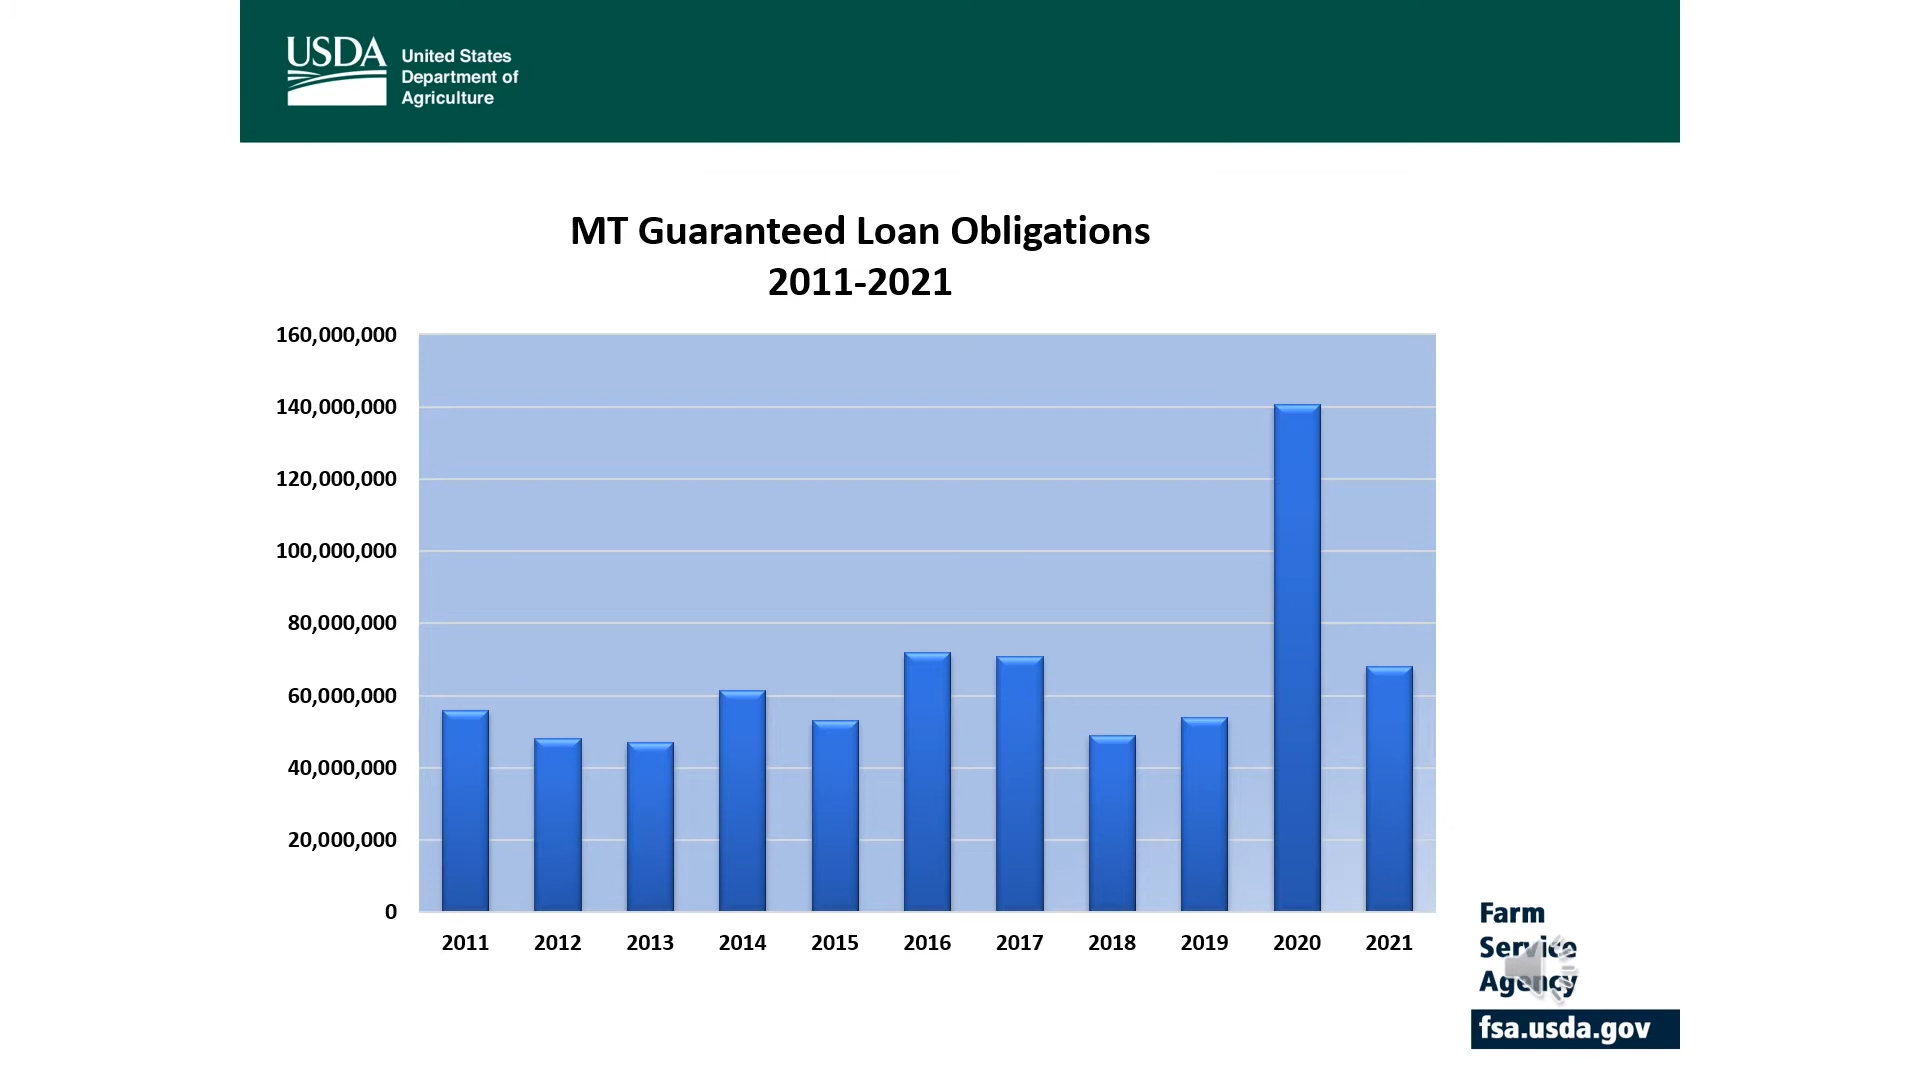 USDA
United States
Department of
Agriculture
MT Guaranteed Loan Obligations
2011-2021
160,000,000
140,000,000
120,000,000
100,000,000
80,000,000
60,000,000
40,000,000
20,000,000
0
2011 2012 2013 2014 2015 2016 2017 2018 2019 2020 2021
Farm
Service
Agency
fsa.usda.gov